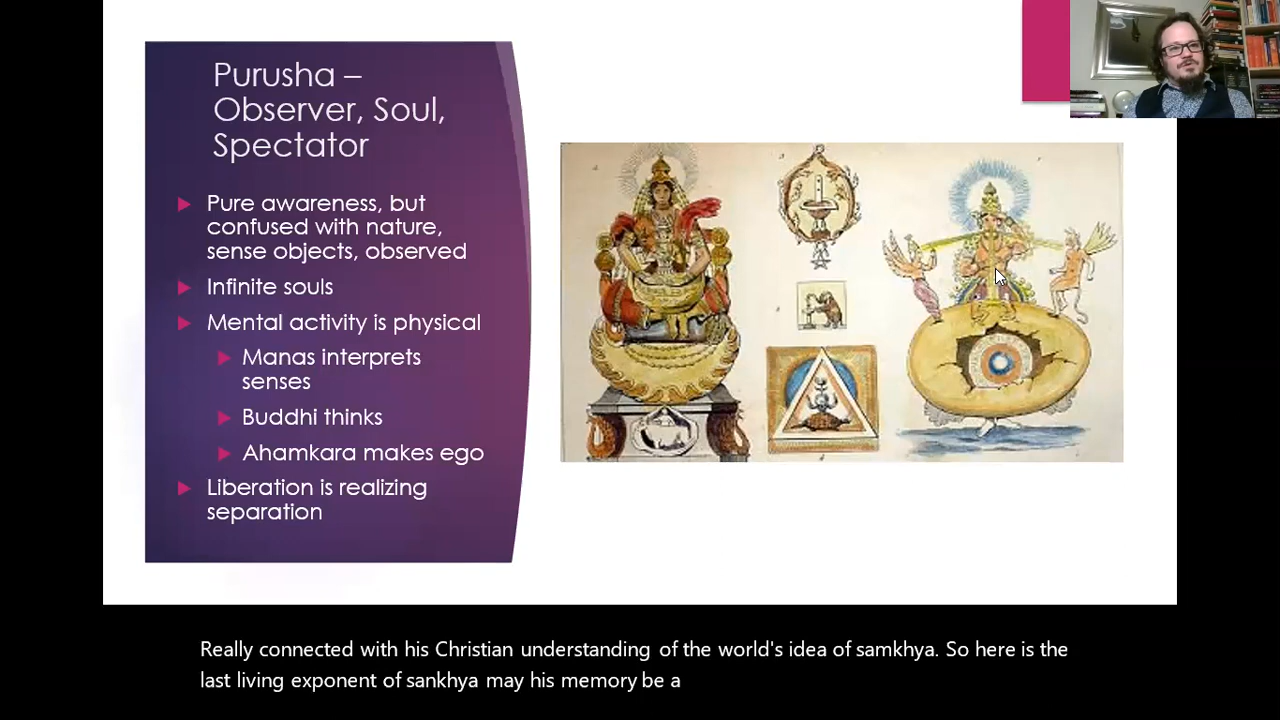 Purusha –
Observer, Soul,
Spectator
Pure awareness, but
confused with nature,
sense objects, observed
Infinite souls
Mental activity is physical
Manas interprets
senses
Buddhi thinks
Ahamkara makes ego
Liberation is realizing
separation
Really connected with his Christian understanding of the world's idea of samkhya. So here is the
last living exponent of sankhya may his memory be a